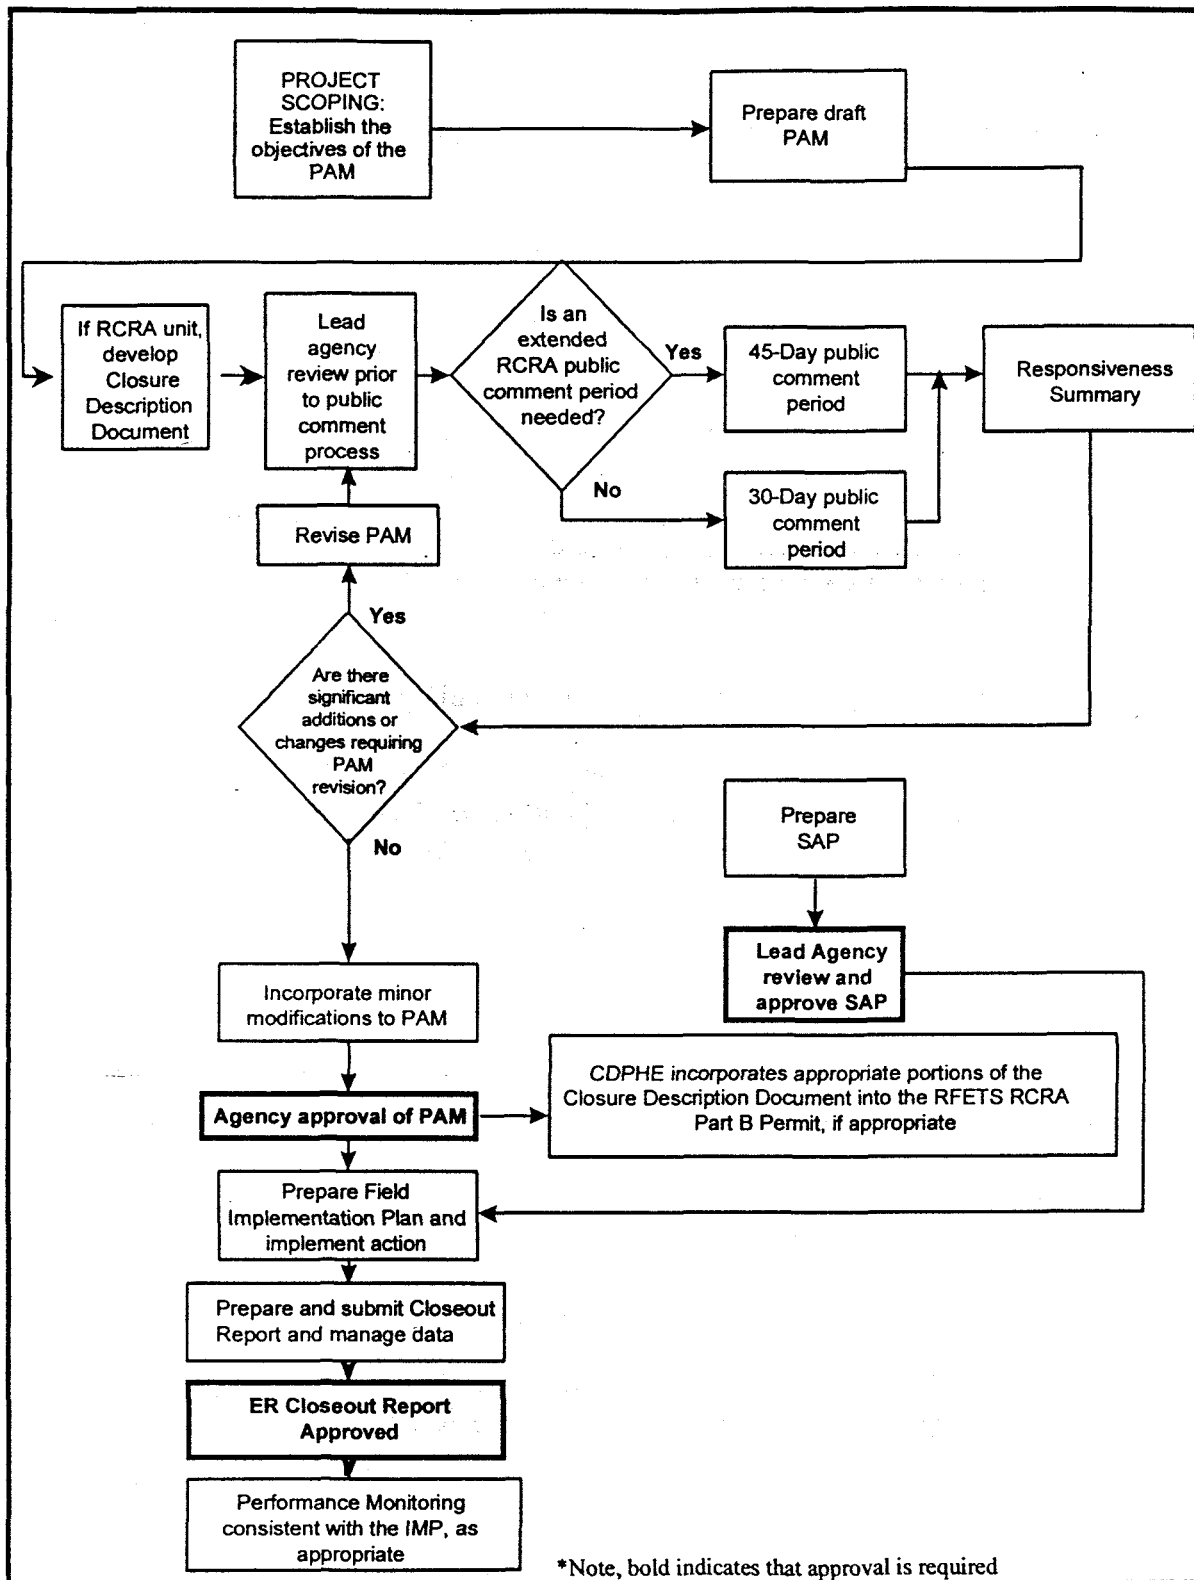 PROJECT
SCOPING:
Establish the
objectives of the
PAM
Prepare draft
PAM
If RCRA unit,
develop
Closure
Description
Document
Lead
agency
review prior
to public
comment
process
Is an
extended
RCRA public
comment period
needed?
Yes
45-Day public
comment
period
Responsiveness
Summary
No
30-Day public
comment
period
Revise PAM
Yes
Are there
significant
additions or
changes requiring
PAM
revision?
No
Prepare
SAP
Lead Agency
review and
approve SAP
Incorporate minor
modifications to PAM
Agency approval of PAM
CDPHE incorporates appropriate portions of the
Closure Description Document into the RFETS RCRA
Part B Permit, if appropriate
Prepare Field
Implementation Plan and
implement action
Prepare and submit Closeout
Report and manage data
ER Closeout Report
Approved
Performance Monitoring
consistent with the IMP, as
appropriate
*Note, bold indicates that approval is required